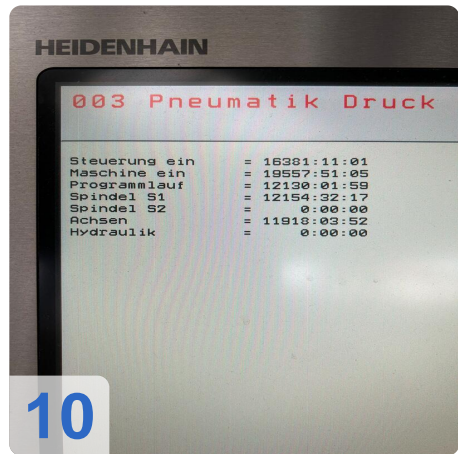 HEIDENHAIN
003 Pneumatik Druck
Steuerung ein = 16381:11:01
Maschine ein = 19557:51:05
Programmlauf = 12130:01:59
Spindel S1 = 12154:32:17
Spindel S2 = 0:00:00
Achsen = 11918:03:52
Hydraulik = 0:00:00
10